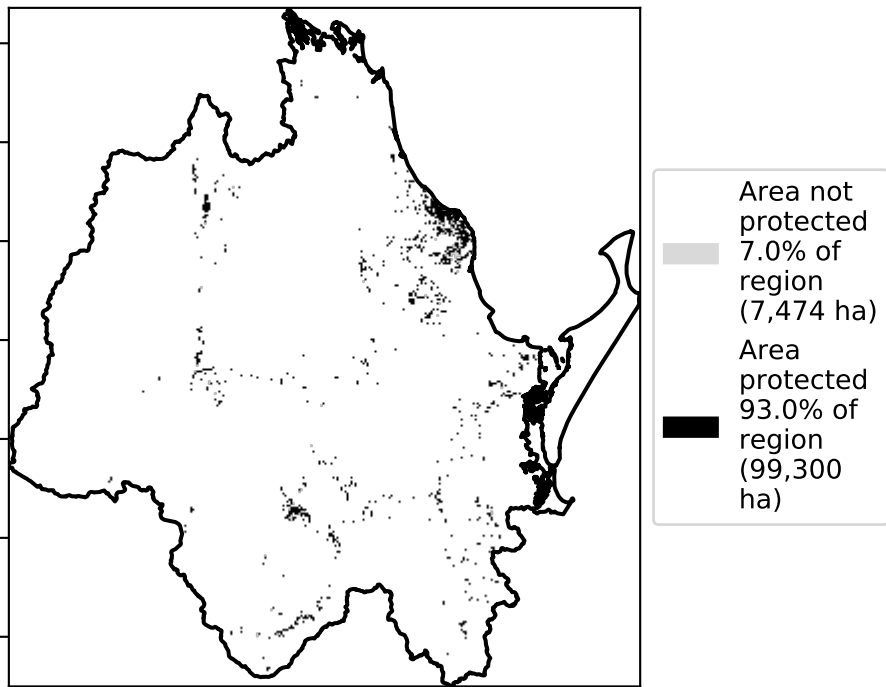 Area not
protected
7.0% of
region
(7,474 ha)
Area
protected
93.0% of
region
(99,300
ha)